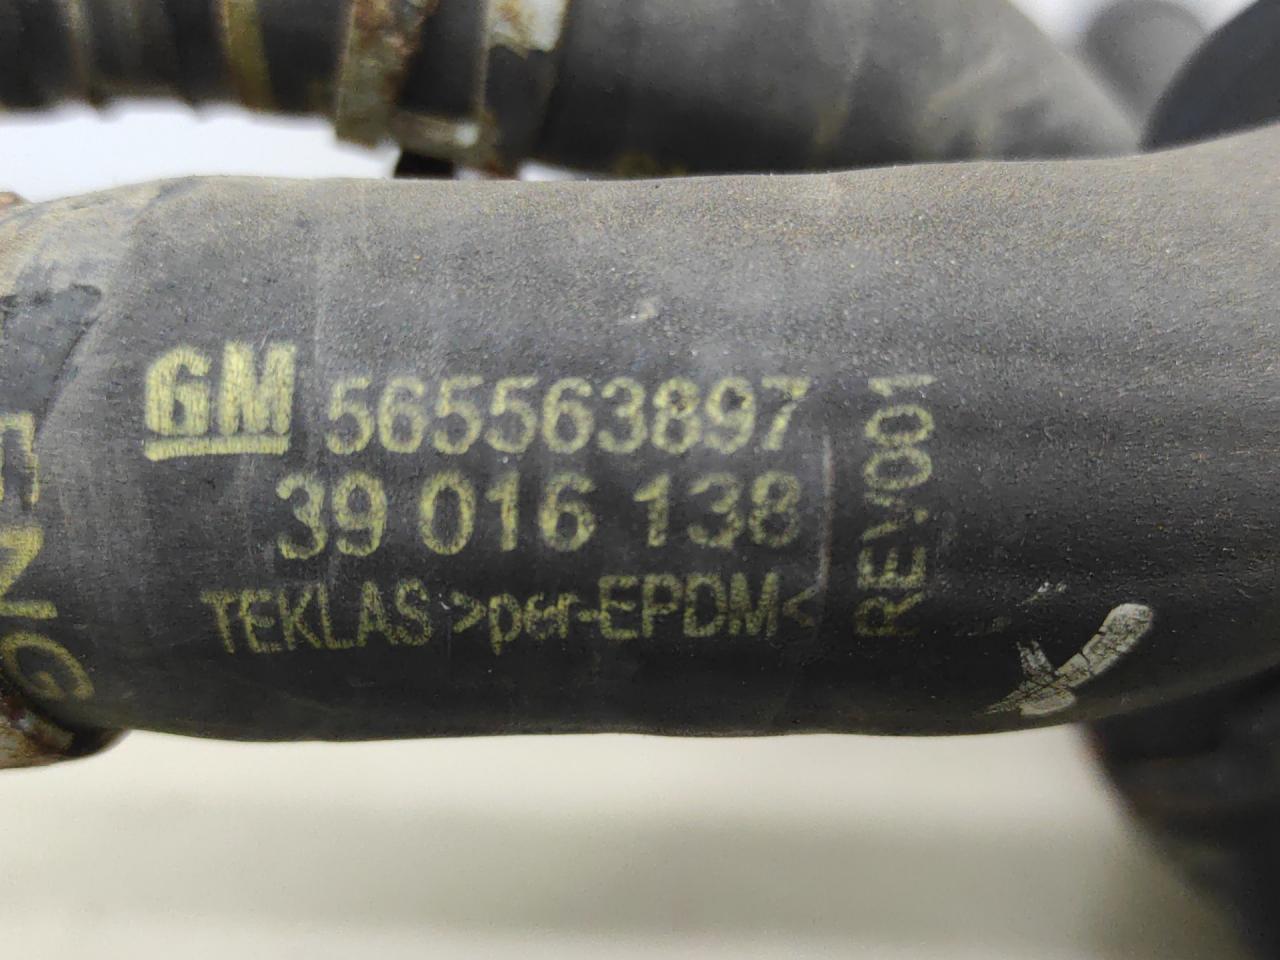 GM 565563897
39 016 138
TEKLAS >per-EPDM<
REV001